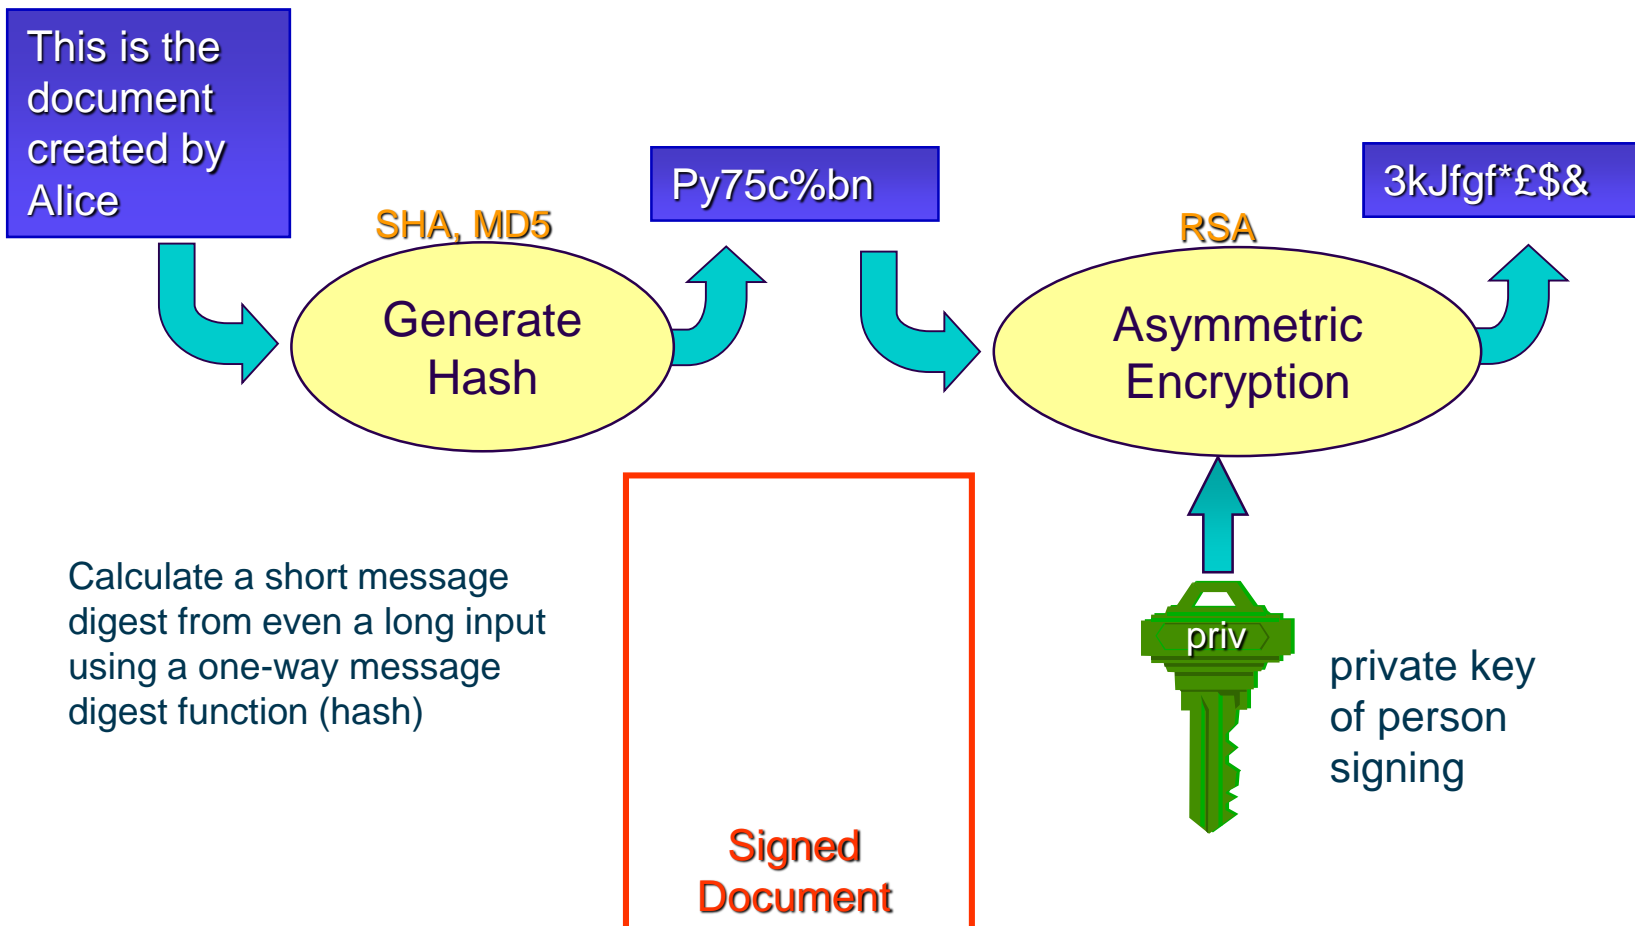 This is the
document
created by
Alice
SHA, MD5
Generate
Hash
Py75c%bn
RSA
Asymmetric
Encryption
3kJfgf*£$&
Calculate a short message
digest from even a long input
using a one-way message
digest function (hash)
Signed
Document
priv
private key
of person
signing